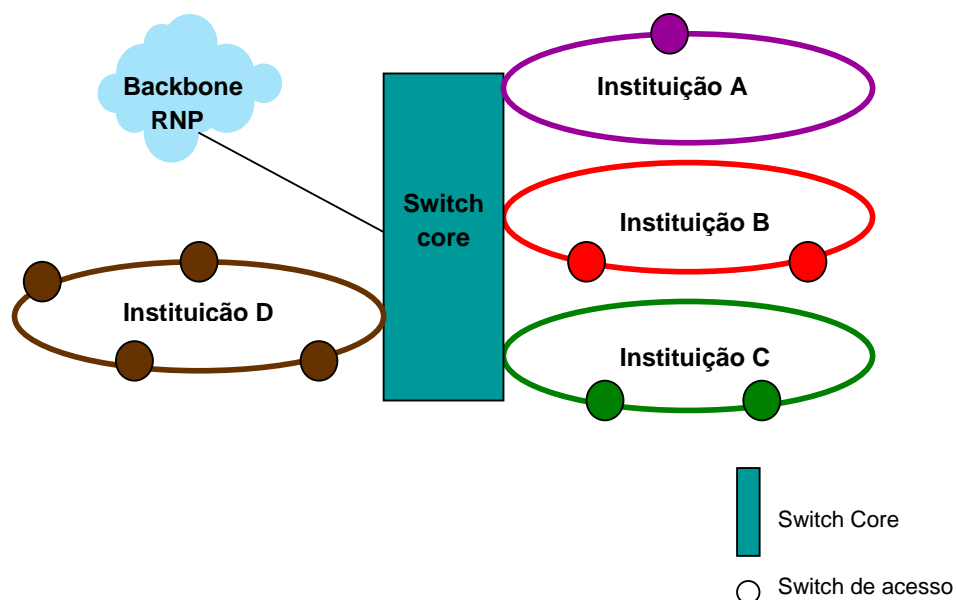 Backbone
RNP
Instituição A
Switch
core
Instituição B
Instituicão D
Instituição C
Switch Core
Switch de acesso